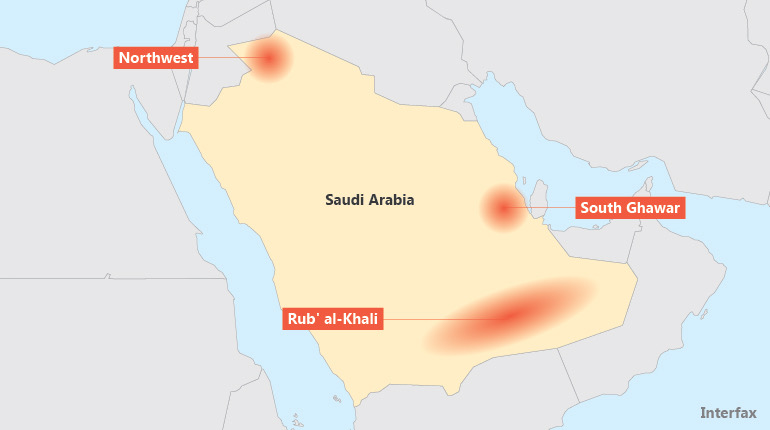 Northwest
Saudi Arabia
South Ghawar
Rub' al-Khali
Interfax